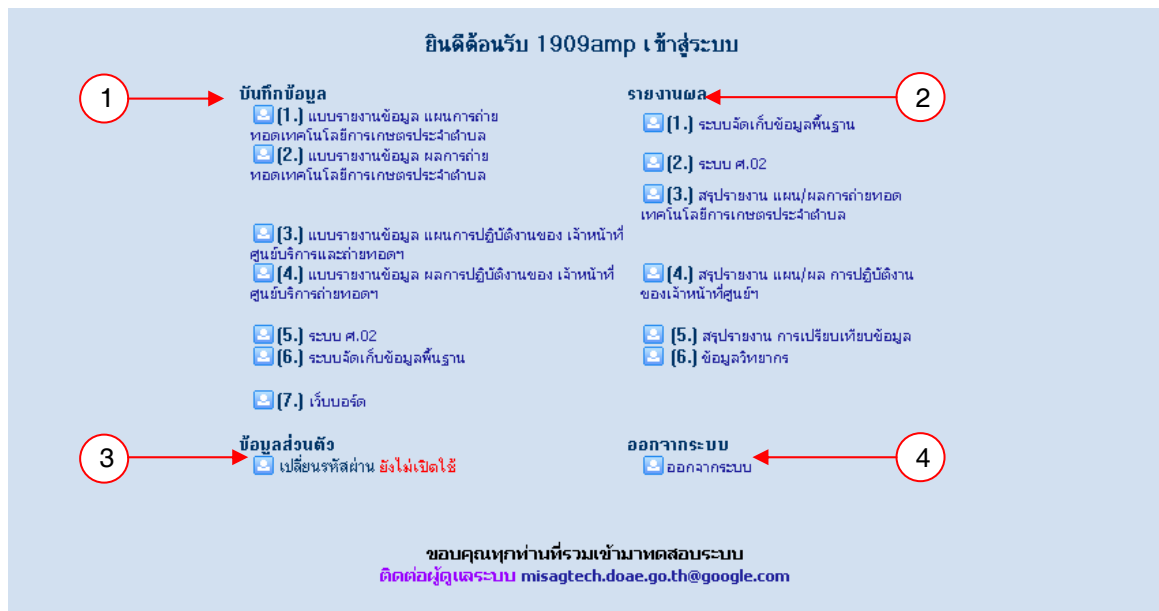 ยินดีต้อนรับ 1909amp เข้าสู่ระบบ
1
บันทึกข้อมูล
(1.) แบบรายงานข้อมูล แผนการถ่าย
ทอดเทคโนโลยีการเกษตรประจำตำบล
(2.) แบบรายงานข้อมูล ผลการถ่าย
ทอดเทคโนโลยีการเกษตรประจำตำบล
(3.) แบบรายงานข้อมูล แผนการปฏิบัติงานของ เจ้าหน้าที่
ศูนย์บริการและถ่ายทอดฯ
(4.) แบบรายงานข้อมูล ผลการปฏิบัติงานของ เจ้าหน้าที่
ศูนย์บริการถ่ายทอดฯ
(5.) ระบบ ศ.02
(6.) ระบบจัดเก็บข้อมูลพื้นฐาน
(7.) เว็บบอร์ด
รายงานผล
2
(1.) ระบบจัดเก็บข้อมูลพื้นฐาน
(2.) ระบบ ศ.02
(3.) สรุปรายงาน แผน/ผลการถ่ายทอด
เทคโนโลยีการเกษตรประจำตำบล
(4.) สรุปรายงาน แผน/ผล การปฏิบัติงาน
ของเจ้าหน้าที่ศูนย์ฯ
(5.) สรุปรายงาน การเปรียบเทียบข้อมูล
(6.) ข้อมูลวิทยากร
3
ข้อมูลส่วนตัว
เปลี่ยนรหัสผ่าน ยังไม่เปิดใช้
ออกจากระบบ
4
ออกจากระบบ
ขอบคุณทุกท่านที่รวมเข้ามาทดสอบระบบ
ติดต่อผู้ดูแลระบบ misagtech.doae.go.th@google.com